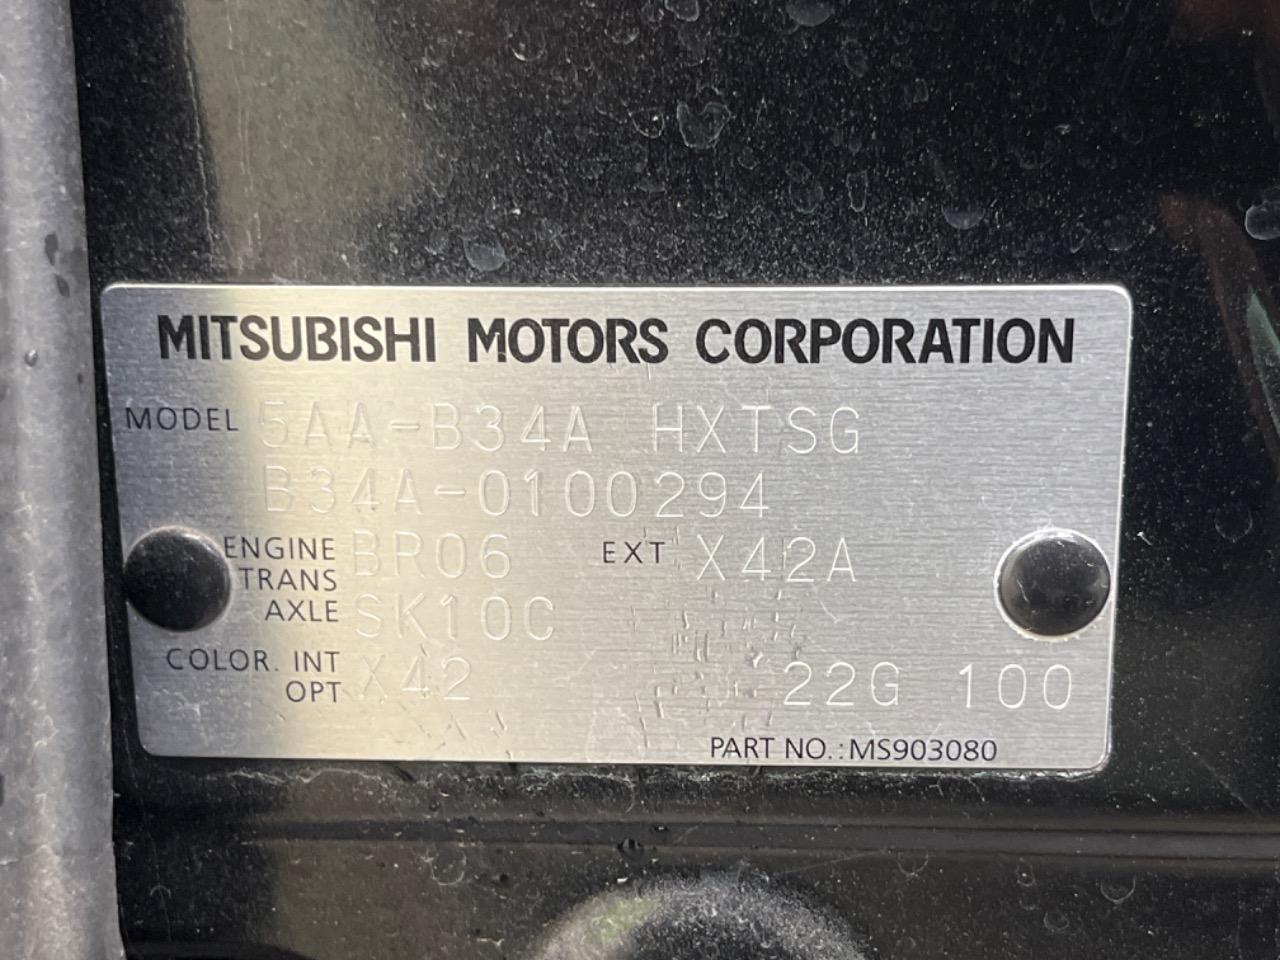 MITSUBISHI MOTORS CORPORATION
MODEL 5AA-B34A HXTSG
B34A-0100294
ENGINE BR06 EXT X42A
TRANS
AXLE SK10C
COLOR. INT X42 22G 100
OPT
PART NO.: MS903080